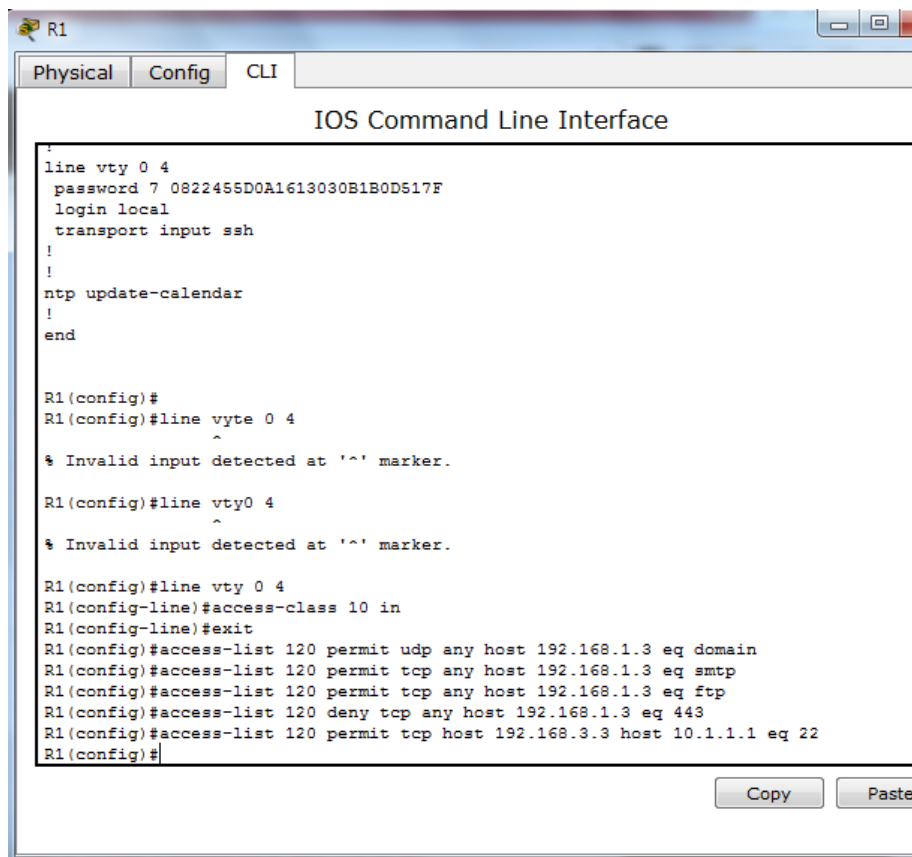 R1
Physical Config CLI
IOS Command Line Interface
!
line vty 0 4
password 7 0822455D0A1613030B1B0D517F
login local
transport input ssh
!
!
ntp update-calendar
!
end
R1(config)#
R1(config)#line vyte 0 4
^
% Invalid input detected at '^' marker.
R1(config)#line vty0 4
^
% Invalid input detected at '^' marker.
R1(config)#line vty 0 4
R1(config-line)#access-class 10 in
R1(config-line)#exit
R1(config)#access-list 120 permit udp any host 192.168.1.3 eq domain
R1(config)#access-list 120 permit tcp any host 192.168.1.3 eq smtp
R1(config)#access-list 120 permit tcp any host 192.168.1.3 eq ftp
R1(config)#access-list 120 deny tcp any host 192.168.1.3 eq 443
R1(config)#access-list 120 permit tcp host 192.168.3.3 host 10.1.1.1 eq 22
R1(config)#
Copy Paste